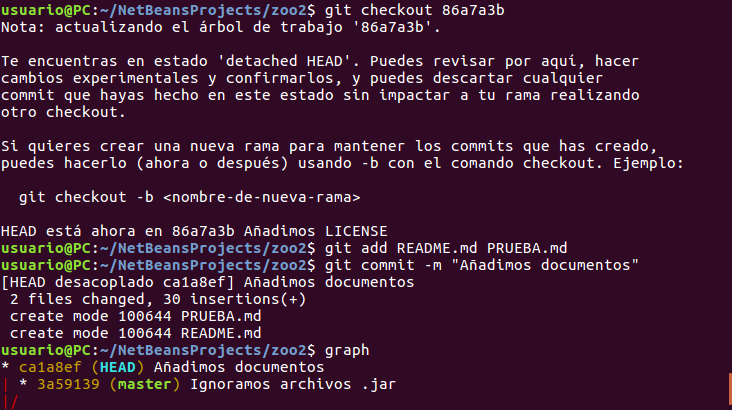 usuario@PC:~/NetBeansProjects/zoo2$ git checkout 86a7a3b
Nota: actualizando el árbol de trabajo '86a7a3b'.
Te encuentras en estado 'detached HEAD'. Puedes revisar por aquí, hacer
cambios experimentales y confirmarlos, y puedes descartar cualquier
commit que hayas hecho en este estado sin impactar a tu rama realizando
otro checkout.
Si quieres crear una nueva rama para mantener los commits que has creado,
puedes hacerlo (ahora o después) usando -b con el comando checkout. Ejemplo:
  git checkout -b <nombre-de-nueva-rama>
HEAD está ahora en 86a7a3b Añadimos LICENSE
usuario@PC:~/NetBeansProjects/zoo2$ git add README.md PRUEBA.md
usuario@PC:~/NetBeansProjects/zoo2$ git commit -m "Añadimos documentos"
[HEAD desacoplado ca1a8ef] Añadimos documentos
 2 files changed, 30 insertions(+)
 create mode 100644 PRUEBA.md
 create mode 100644 README.md
usuario@PC:~/NetBeansProjects/zoo2$ graph
* ca1a8ef (HEAD) Añadimos documentos
| * 3a59139 (master) Ignoramos archivos .jar
|/